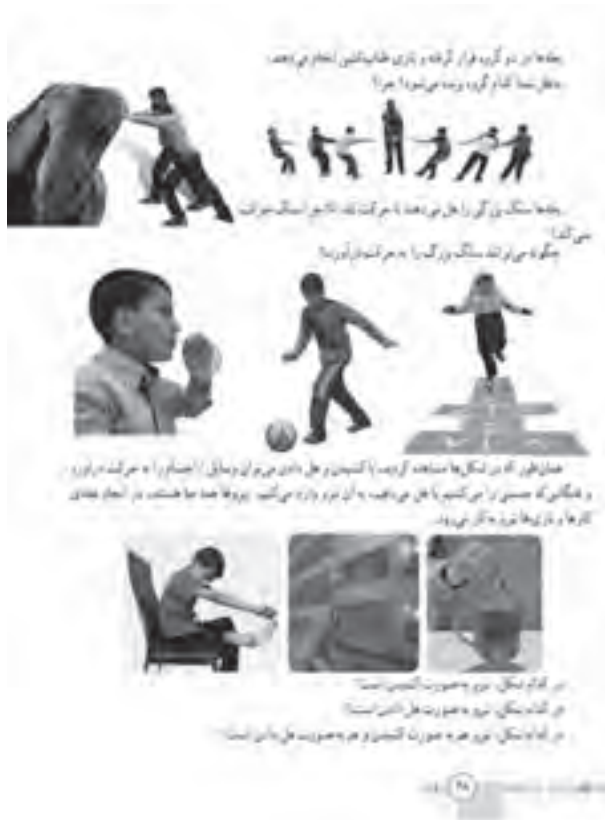 بچه‌ها در دو گروه قرار گرفته و بازی طناب‌کشی انجام می‌دهند.
به‌نظر شما کدام گروه برنده می‌شود؟ چرا؟
بچه‌ها سنگ بزرگی را هل می‌دهند تا حرکت کند، اما چرا سنگ حرکت
نمی‌کند؟
چگونه می‌توانند سنگ بزرگ را به حرکت درآورند؟
همان‌طور که در شکل‌ها مشاهده کردید، با کشیدن و هل دادن می‌توان وسایل / اجسام را به حرکت درآورد
و هنگامی‌که جسمی را می‌کشیم یا هل می‌دهیم، به آن نیرو وارد می‌کنیم. نیروها همه جا هستند. در انجام همه‌ی
کارها و بازی‌ها نیرو به کار می‌رود.
در کدام شکل، نیرو به‌صورت کشیدن است؟
در کدام شکل، نیرو به‌صورت هل دادن است؟
در کدام شکل، نیرو هم به صورت کشیدن و هم به صورت هل دادن است؟